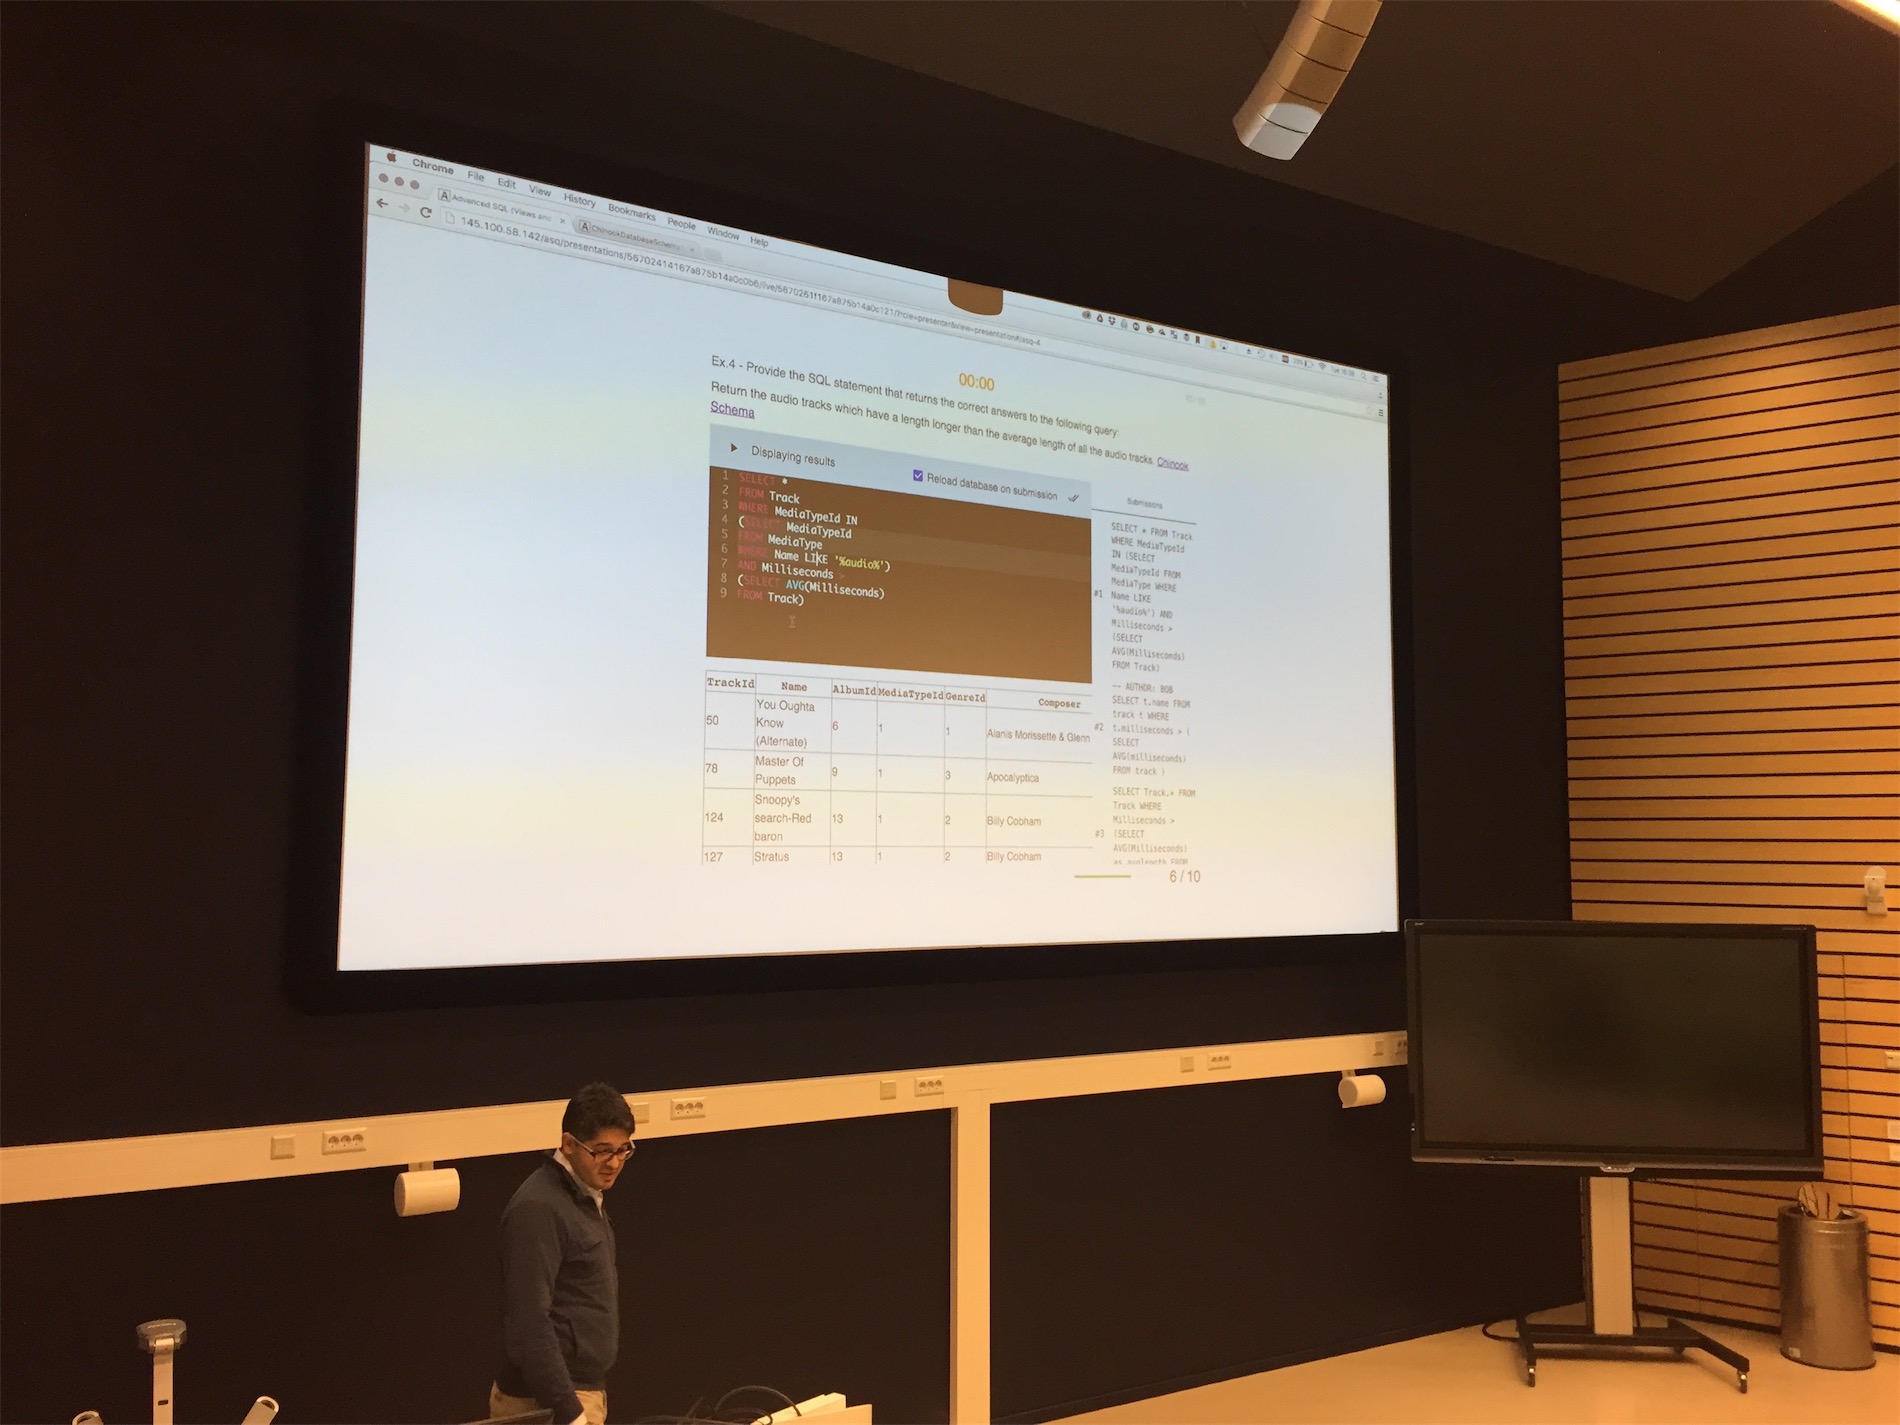 Chrome File Edit View History Bookmarks People Window Help
Advanced SQL (Views and
ChinookDatabaseSchema
00:00
Ex.4 - Provide the SQL statement that returns the correct answers to the following query:
Return the audio tracks which have a length longer than the average length of all the audio tracks. Chinook
Schema
Displaying results
Reload database on submission
1 SELECT *
2 FROM Track
3 WHERE MediaTypeId IN
4 (SELECT MediaTypeId
5 FROM MediaType
6 WHERE Name LIKE '%audio%')
7 AND Milliseconds >
8 (SELECT AVG(Milliseconds)
9 FROM Track)
TrackId Name AlbumId MediaTypeId GenreId Composer
50 You Oughta Know (Alternate) 6 1 1 Alanis Morissette & Glenn
78 Master Of Puppets 9 1 3 Apocalyptica
124 Snoopy's search-Red baron 13 1 2 Billy Cobham
127 Stratus 13 1 2 Billy Cobham
Submissions
#1
SELECT * FROM Track
WHERE MediaTypeId
IN (SELECT
MediaTypeId FROM
MediaType WHERE
Name LIKE
'%audio%') AND
Milliseconds >
(SELECT
AVG(Milliseconds)
FROM Track)
#2
-- AUTHOR: BOB
SELECT t.name FROM
track t WHERE
t.milliseconds > (
SELECT
AVG(milliseconds)
FROM track )
#3
SELECT Track.* FROM
Track WHERE
Milliseconds >
(SELECT
AVG(Milliseconds)
6 / 10